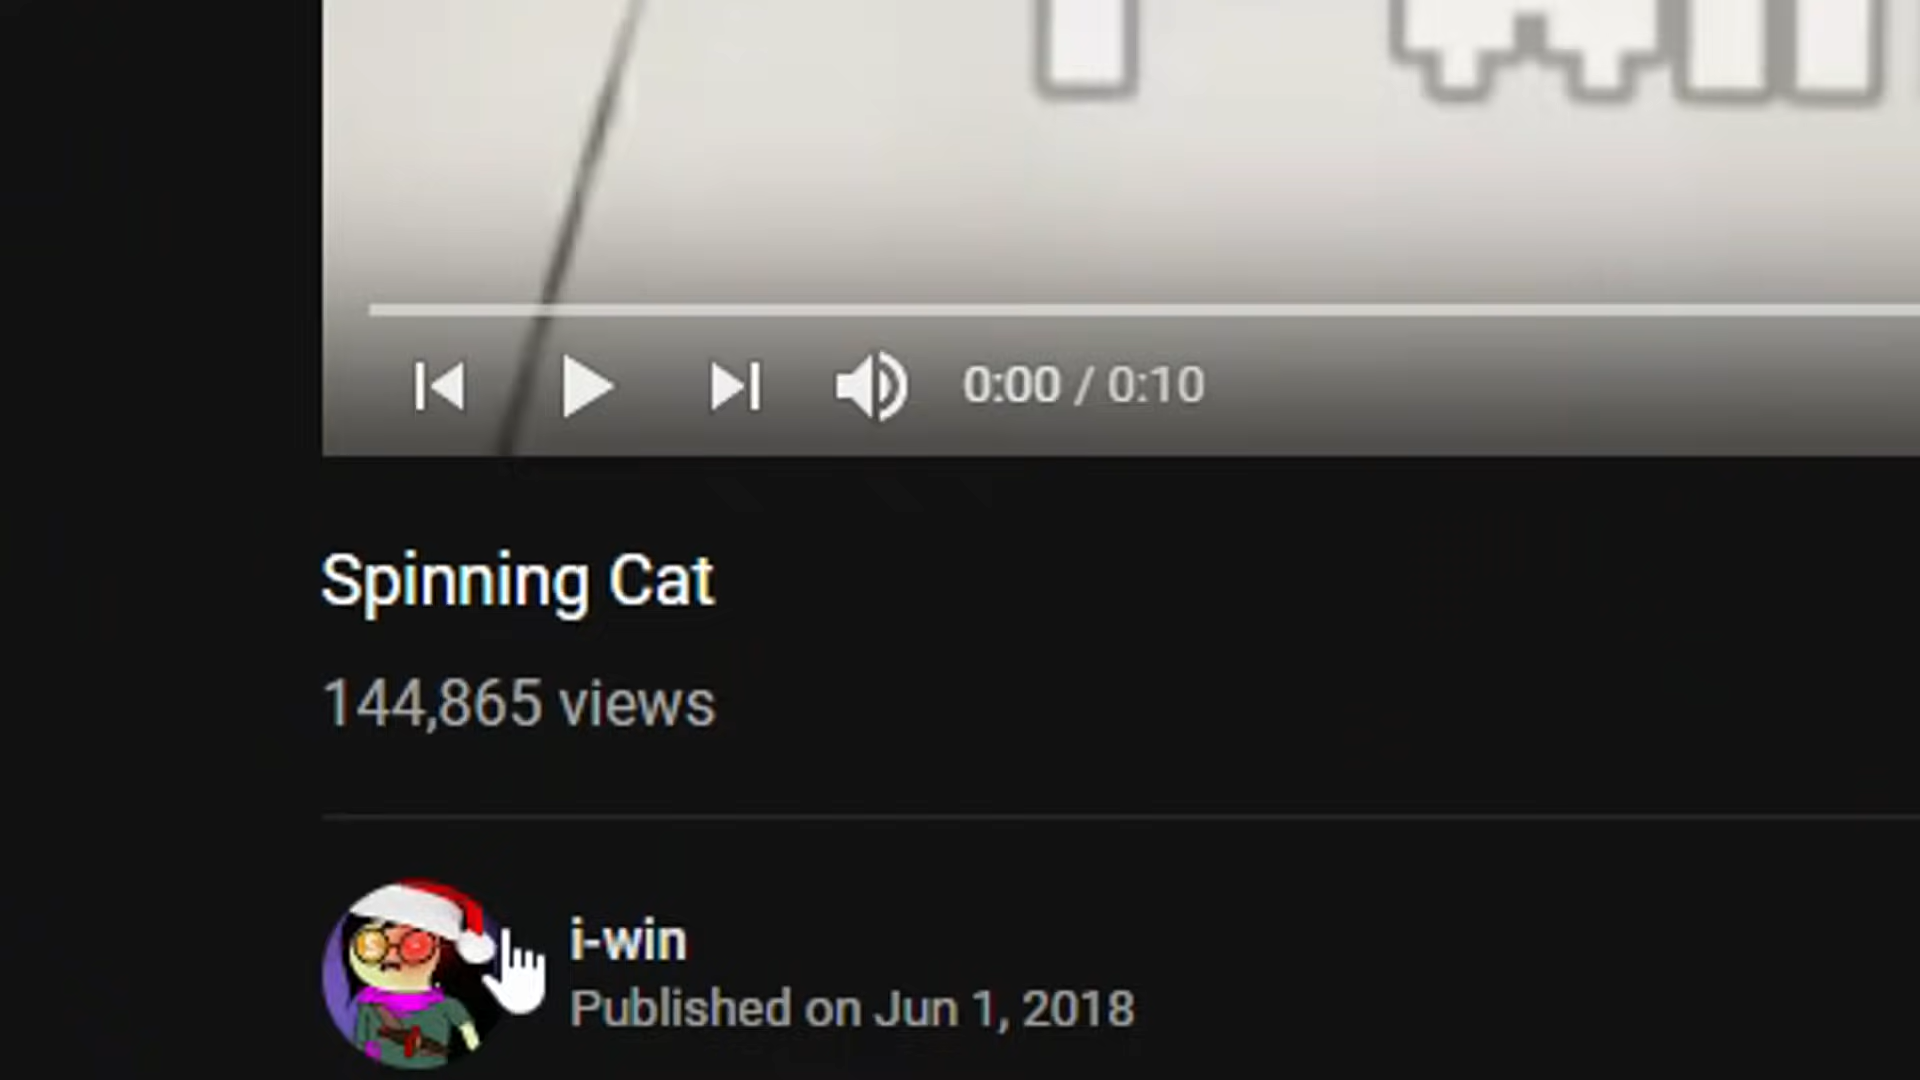 0:00 / 0:10
Spinning Cat
144,865 views
i-win
Published on Jun 1, 2018